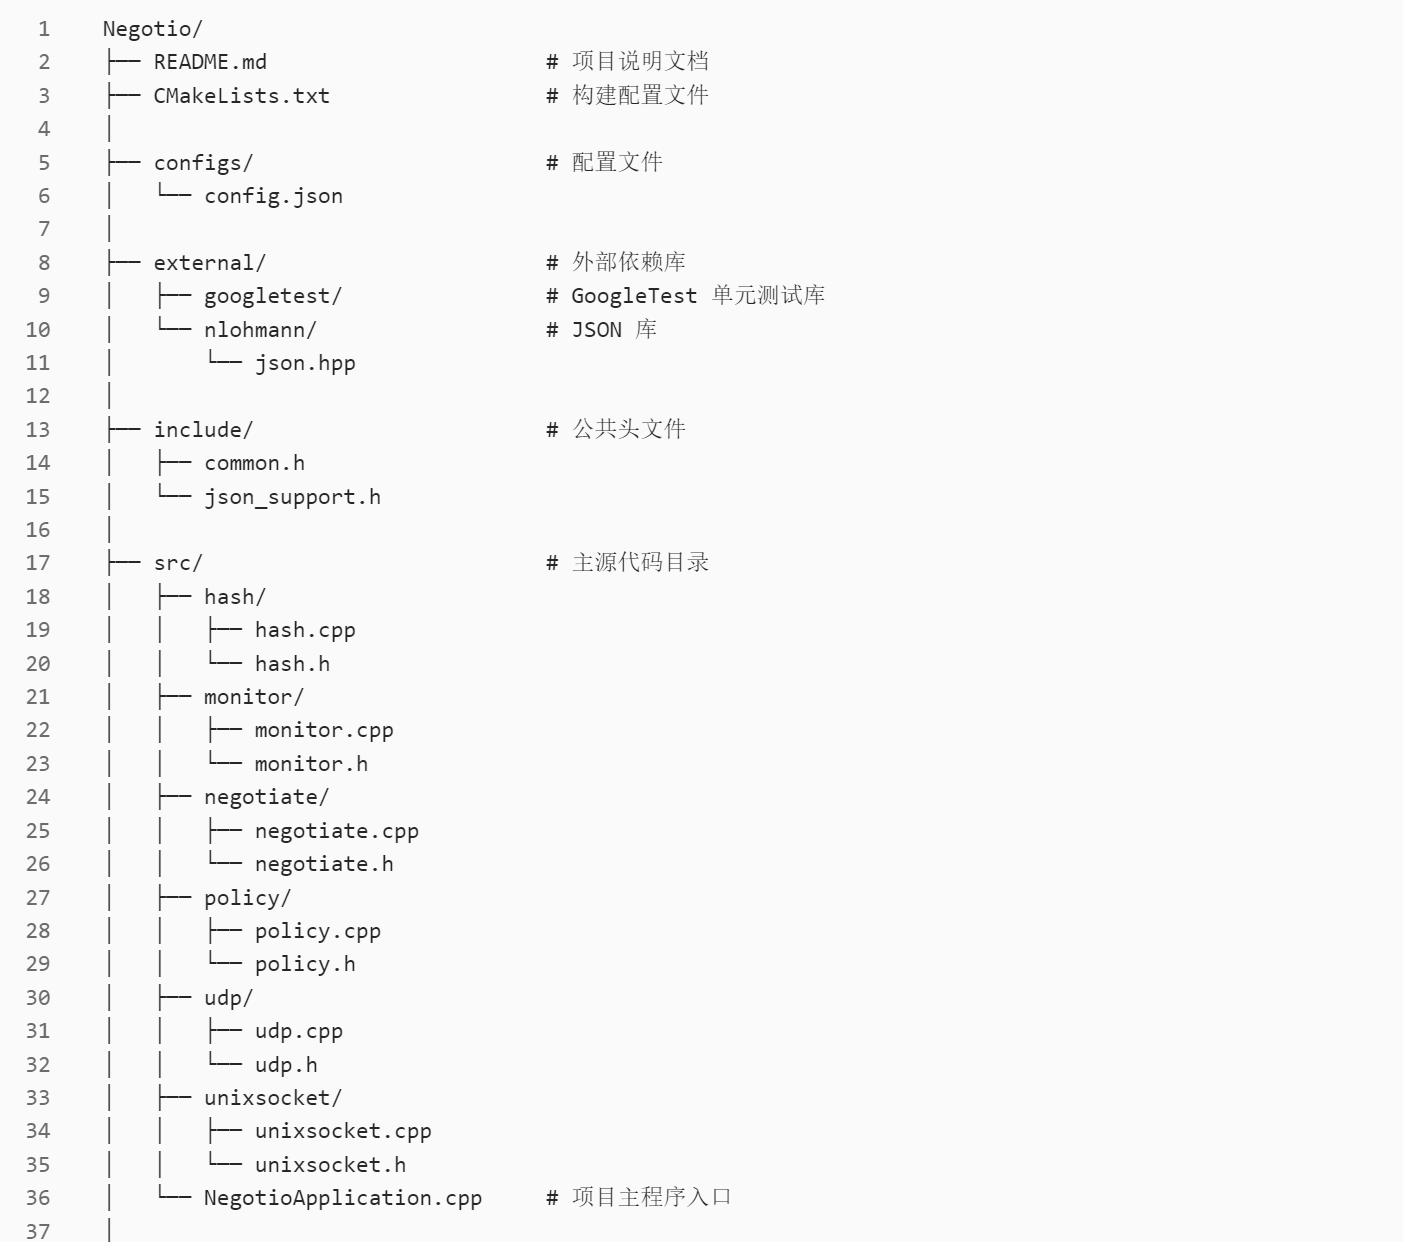 1    Negotio/
2    ├── README.md                      # 项目说明文档
3    ├── CMakeLists.txt                 # 构建配置文件
4    │
5    ├── configs/                       # 配置文件
6    │   └── config.json
7    │
8    ├── external/                      # 外部依赖库
9    │   ├── googletest/                # GoogleTest 单元测试库
10    │   └── nlohmann/                  # JSON 库
11    │       └── json.hpp
12    │
13    ├── include/                       # 公共头文件
14    │   ├── common.h
15    │   └── json_support.h
16    │
17    ├── src/                           # 主源代码目录
18    │   ├── hash/
19    │   │   ├── hash.cpp
20    │   │   └── hash.h
21    │   ├── monitor/
22    │   │   ├── monitor.cpp
23    │   │   └── monitor.h
24    │   ├── negotiate/
25    │   │   ├── negotiate.cpp
26    │   │   └── negotiate.h
27    │   ├── policy/
28    │   │   ├── policy.cpp
29    │   │   └── policy.h
30    │   ├── udp/
31    │   │   ├── udp.cpp
32    │   │   └── udp.h
33    │   ├── unixsocket/
34    │   │   ├── unixsocket.cpp
35    │   │   └── unixsocket.h
36    │   └── NegotioApplication.cpp     # 项目主程序入口
37    │